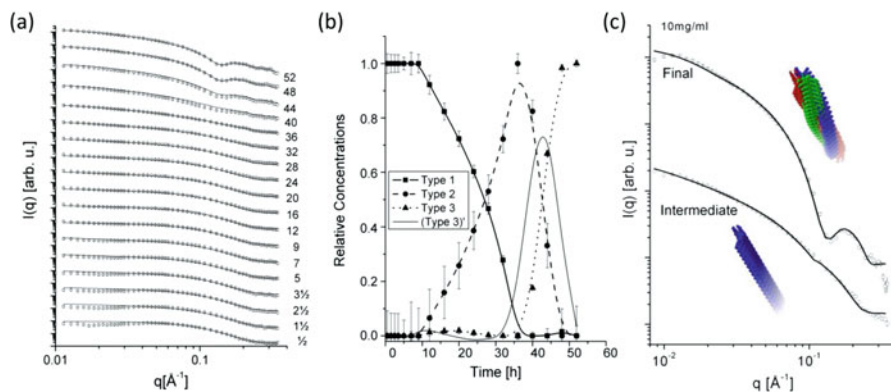 (a)
I(q) [arb. u.]
52
48
44
40
36
32
28
24
20
16
12
9
7
5
3½
2½
1½
½
0.01 0.1
q[Å⁻¹]
(b)
Relative Concentrations
1.0
0.8
0.6
0.4
0.2
0.0
Type 1
Type 2
Type 3
(Type 3)'
0 10 20 30 40 50 60
Time [h]
(c)
10mg/ml
Final
Intermediate
I(q) [arb. u.]
10⁻² 10⁻¹
q [Å⁻¹]